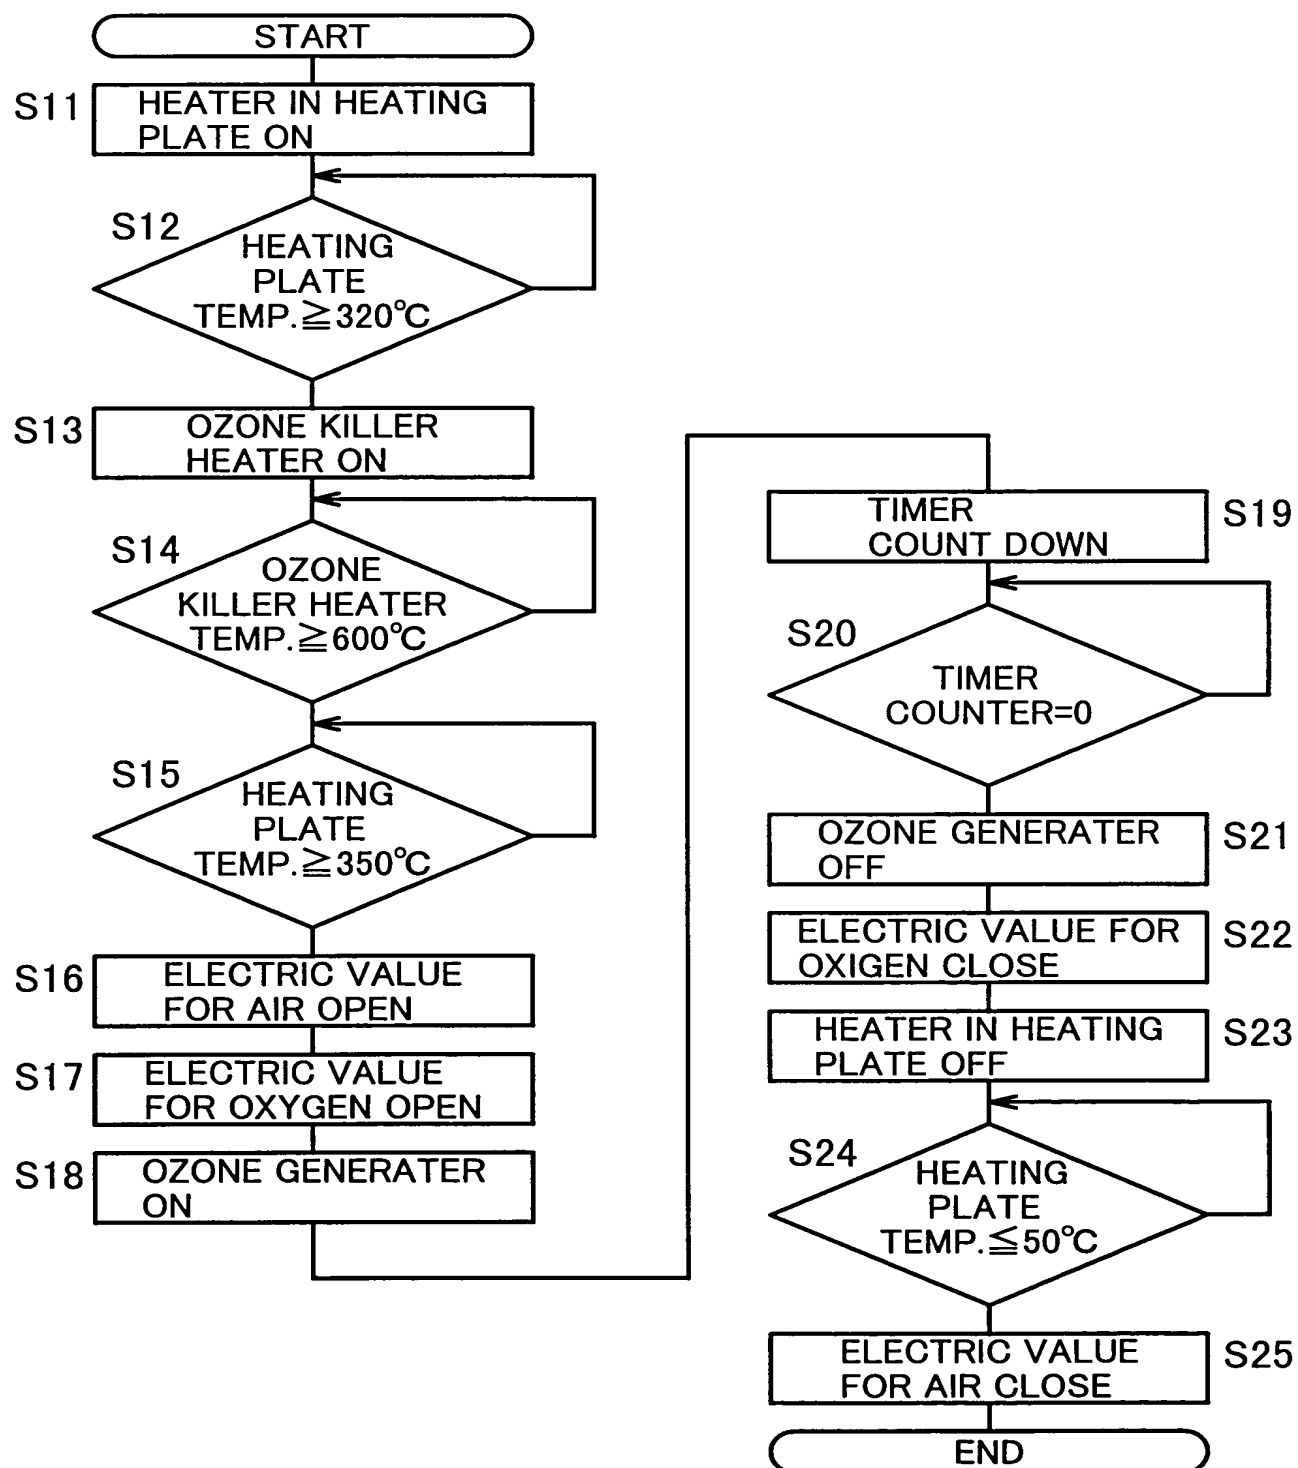 START
S11
HEATER IN HEATING
PLATE ON
S12
HEATING
PLATE
TEMP.≧320℃
S13
OZONE KILLER
HEATER ON
S14
OZONE
KILLER HEATER
TEMP.≧600℃
S15
HEATING
PLATE
TEMP.≧350℃
S16
ELECTRIC VALUE
FOR AIR OPEN
S17
ELECTRIC VALUE
FOR OXYGEN OPEN
S18
OZONE GENERATER
ON
TIMER
COUNT DOWN
S19
S20
TIMER
COUNTER=0
OZONE GENERATER
OFF
S21
ELECTRIC VALUE FOR
OXIGEN CLOSE
S22
HEATER IN HEATING
PLATE OFF
S23
S24
HEATING
PLATE
TEMP.≦50℃
ELECTRIC VALUE
FOR AIR CLOSE
S25
END